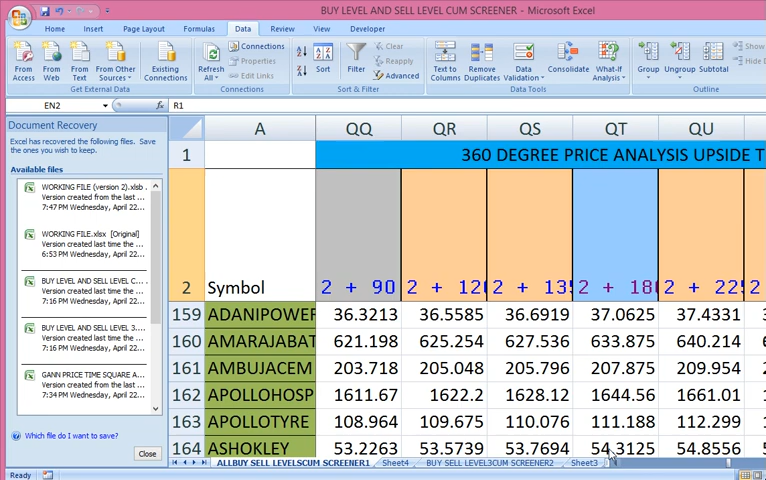 BUY LEVEL AND SELL LEVEL CUM SCREENER - Microsoft Excel
Home Insert Page Layout Formulas Data Review View Developer
From Access From Web From Text From Other Sources Existing Connections Refresh All Connections Properties Edit Links Sort Filter Clear Reapply Advanced Text to Columns Remove Duplicates Data Validation Consolidate What-If Analysis Group Ungroup Subtotal Show Hide D
Get External Data Connections Sort & Filter Data Tools Outline
EN2 fx R1
Document Recovery
Excel has recovered the following files. Save
the ones you wish to keep.
Available files
WORKING FILE (version 2).xlsb
Version created from the last ...
7:47 PM Wednesday, April 22...
WORKING FILE.xlsx [Original]
Version created last time the ...
6:53 PM Wednesday, April 22...
BUY LEVEL AND SELL LEVEL C...
Version created last time the ...
7:16 PM Wednesday, April 22...
BUY LEVEL AND SELL LEVEL 3....
Version created last time the ...
7:16 PM Wednesday, April 22...
GANN PRICE TIME SQUARE A...
Version created last time the ...
7:34 PM Wednesday, April 22...
Which file do I want to save?
Close
A QQ QR QS QT QU
1 360 DEGREE PRICE ANALYSIS UPSIDE T
2 Symbol 2 + 90 2 + 120 2 + 135 2 + 180 2 + 225 2
159 ADANIPOWER 36.3213 36.5585 36.6919 37.0625 37.4331 3
160 AMARAJABAT 621.198 625.254 627.536 633.875 640.214 6
161 AMBUJACEM 203.718 205.048 205.796 207.875 209.954 2
162 APOLLOHOSP 1611.67 1622.2 1628.12 1644.56 1661.01 1
163 APOLLOTYRE 108.964 109.675 110.076 111.188 112.299 1
164 ASHOKLEY 53.2263 53.5739 53.7694 54.3125 54.8556 5
ALLBUY SELL LEVELSCUM SCREENER1 Sheet4 BUY SELL LEVEL3CUM SCREENER2 Sheet3
Ready